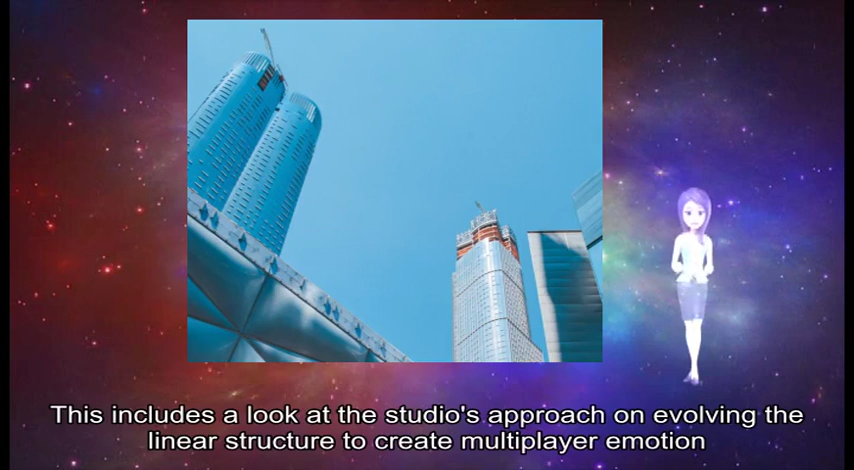 This includes a look at the studio's approach on evolving the
linear structure to create multiplayer emotion